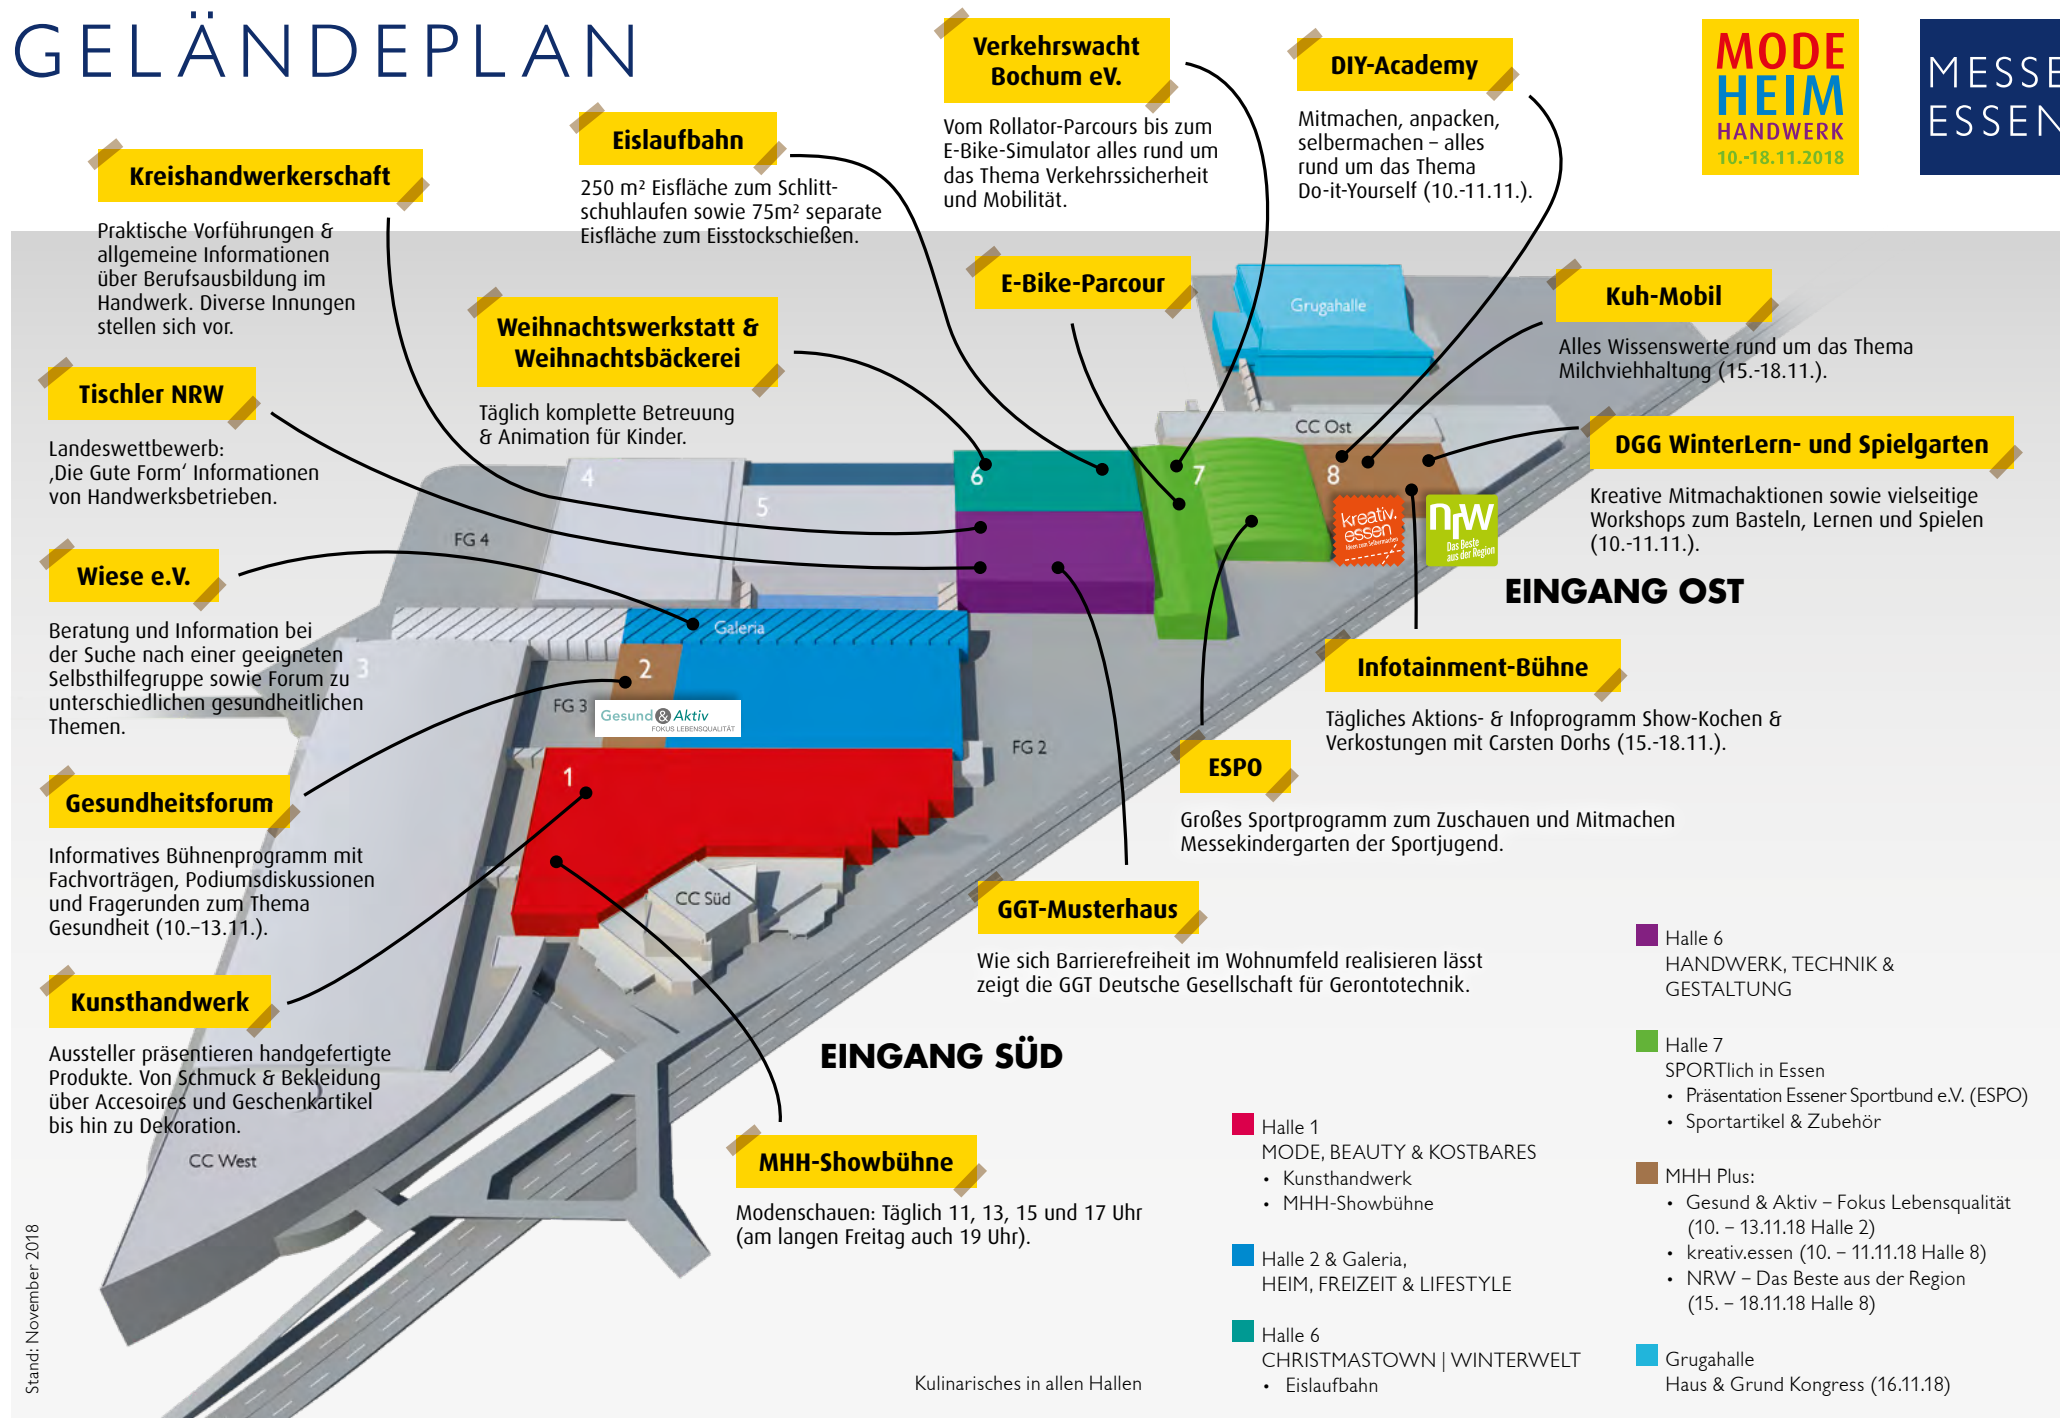 GELÄNDEPLAN
MODE
HEIM
HANDWERK
10.-18.11.2018
MESSE
ESSEN
Verkehrswacht
Bochum eV.
Vom Rollator-Parcours bis zum
E-Bike-Simulator alles rund um
das Thema Verkehrssicherheit
und Mobilität.
DIY-Academy
Mitmachen, anpacken,
selbermachen – alles
rund um das Thema
Do-it-Yourself (10.-11.11.).
Eislaufbahn
250 m² Eisfläche zum Schlitt-
schuhlaufen sowie 75m² separate
Eisfläche zum Eisstockschießen.
Kreishandwerkerschaft
Praktische Vorführungen &
allgemeine Informationen
über Berufsausbildung im
Handwerk. Diverse Innungen
stellen sich vor.
E-Bike-Parcour
Grugahalle
Kuh-Mobil
Alles Wissenswerte rund um das Thema
Milchviehhaltung (15.-18.11.).
Weihnachtswerkstatt &
Weihnachtsbäckerei
Täglich komplette Betreuung
& Animation für Kinder.
Tischler NRW
Landeswettbewerb:
‚Die Gute Form‘ Informationen
von Handwerksbetrieben.
CC Ost
DGG WinterLern- und Spielgarten
Kreative Mitmachaktionen sowie vielseitige
Workshops zum Basteln, Lernen und Spielen
(10.-11.11.).
4
5
6
7
8
FG 4
kreativ.
essen
Ideen zum Selbermachen
nrw
Das Beste
aus der Region
EINGANG OST
Wiese e.V.
Beratung und Information bei
der Suche nach einer geeigneten
Selbsthilfegruppe sowie Forum zu
unterschiedlichen gesundheitlichen
Themen.
Galeria
3
2
FG 3
Gesund & Aktiv
FOKUS LEBENSQUALITÄT
FG 2
Infotainment-Bühne
Tägliches Aktions- & Infoprogramm Show-Kochen &
Verkostungen mit Carsten Dorhs (15.-18.11.).
ESPO
Großes Sportprogramm zum Zuschauen und Mitmachen
Messekindergarten der Sportjugend.
Gesundheitsforum
Informatives Bühnenprogramm mit
Fachvorträgen, Podiumsdiskussionen
und Fragerunden zum Thema
Gesundheit (10.–13.11.).
1
CC Süd
GGT-Musterhaus
Wie sich Barrierefreiheit im Wohnumfeld realisieren lässt
zeigt die GGT Deutsche Gesellschaft für Gerontotechnik.
Kunsthandwerk
Aussteller präsentieren handgefertigte
Produkte. Von Schmuck & Bekleidung
über Accesoires und Geschenkartikel
bis hin zu Dekoration.
CC West
EINGANG SÜD
MHH-Showbühne
Modenschauen: Täglich 11, 13, 15 und 17 Uhr
(am langen Freitag auch 19 Uhr).
Halle 1
MODE, BEAUTY & KOSTBARES
• Kunsthandwerk
• MHH-Showbühne
Halle 2 & Galeria,
HEIM, FREIZEIT & LIFESTYLE
Halle 6
CHRISTMASTOWN | WINTERWELT
• Eislaufbahn
Halle 6
HANDWERK, TECHNIK &
GESTALTUNG
Halle 7
SPORTlich in Essen
• Präsentation Essener Sportbund e.V. (ESPO)
• Sportartikel & Zubehör
MHH Plus:
• Gesund & Aktiv – Fokus Lebensqualität
(10. – 13.11.18 Halle 2)
• kreativ.essen (10. – 11.11.18 Halle 8)
• NRW – Das Beste aus der Region
(15. – 18.11.18 Halle 8)
Grugahalle
Haus & Grund Kongress (16.11.18)
Kulinarisches in allen Hallen
Stand: November 2018